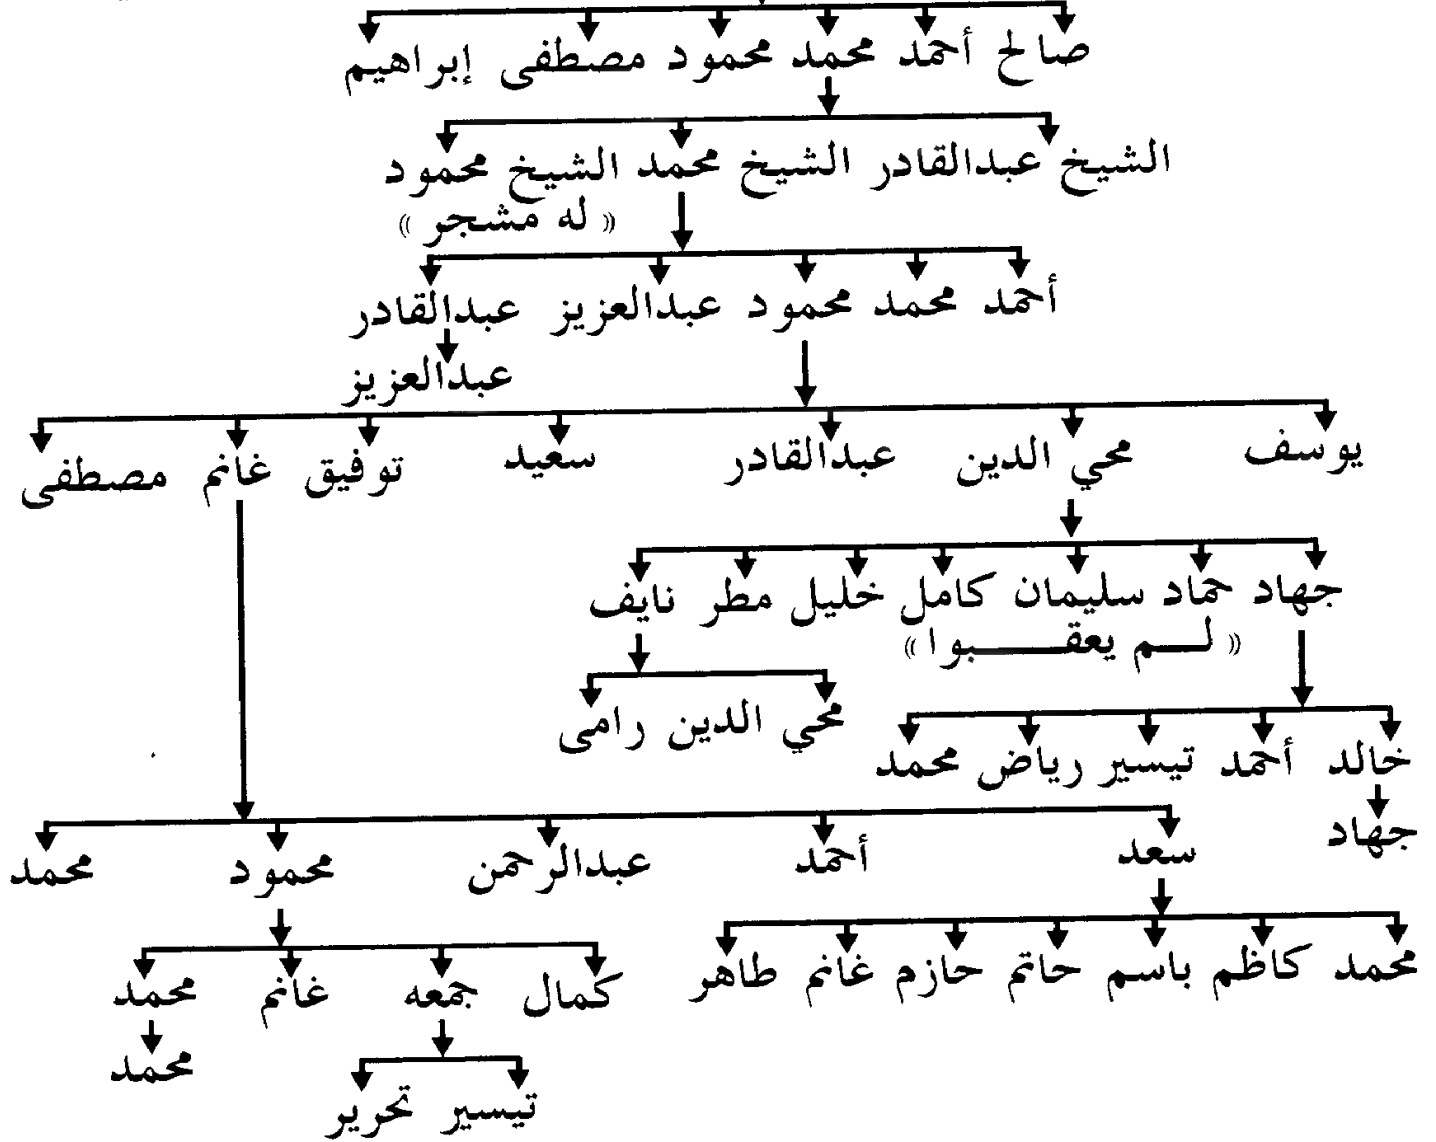 صالح أحمد محمد محمود مصطفى إبراهيم
الشيخ عبدالقادر الشيخ محمد الشيخ محمود
« له مشجر »
أحمد محمد محمود عبدالعزيز عبدالقادر
عبدالعزيز
يوسف محي الدين عبدالقادر سعيد توفيق غانم مصطفى
جهاد حماد سليمان كامل خليل مطر نايف
« لـــم يعقـــــــبوا »
محي الدين رامى
خالد أحمد تيسير رياض محمد
جهاد
سعد أحمد عبدالرحمن محمود محمد
محمد كاظم باسم حاتم حازم غانم طاهر
كمال جمعه غانم محمد
محمد
تيسير تحرير